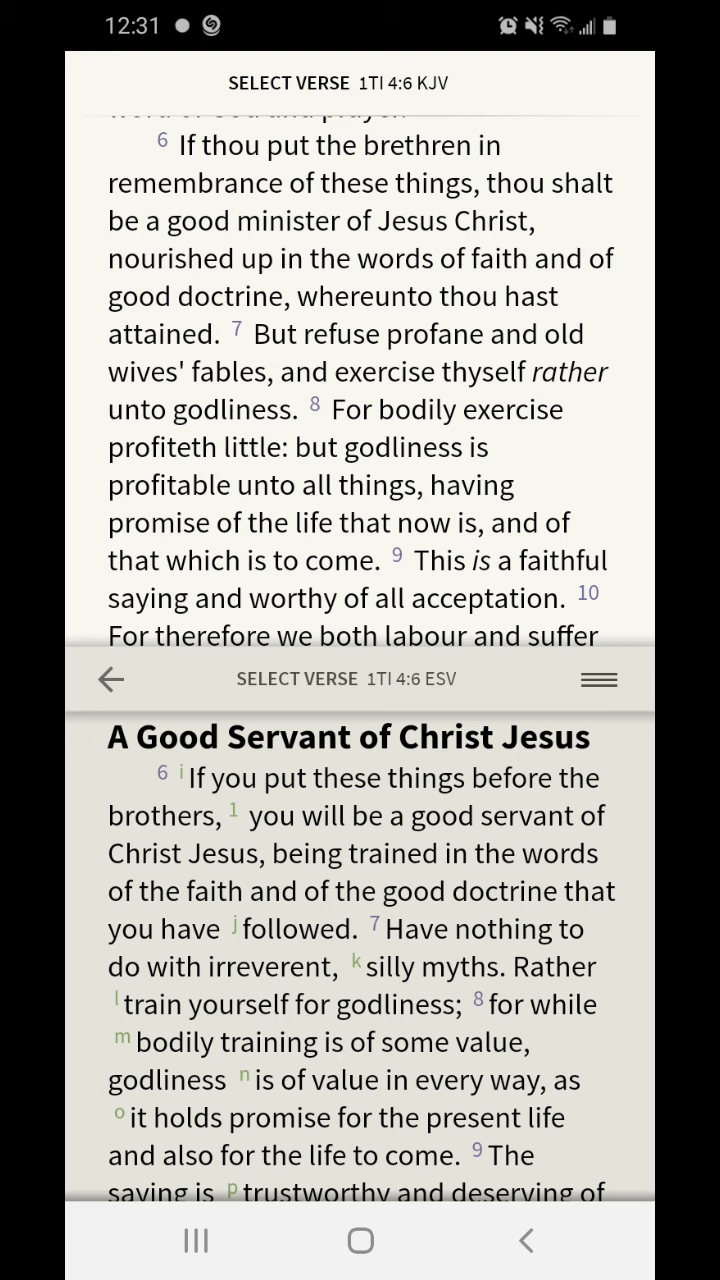 12:31
SELECT VERSE 1TI 4:6 KJV
word of God and prayer.
6 If thou put the brethren in
remembrance of these things, thou shalt
be a good minister of Jesus Christ,
nourished up in the words of faith and of
good doctrine, whereunto thou hast
attained. 7 But refuse profane and old
wives' fables, and exercise thyself rather
unto godliness. 8 For bodily exercise
profiteth little: but godliness is
profitable unto all things, having
promise of the life that now is, and of
that which is to come. 9 This is a faithful
saying and worthy of all acceptation. 10
For therefore we both labour and suffer
SELECT VERSE 1TI 4:6 ESV
A Good Servant of Christ Jesus
6 i If you put these things before the
brothers, 1 you will be a good servant of
Christ Jesus, being trained in the words
of the faith and of the good doctrine that
you have j followed. 7 Have nothing to
do with irreverent, k silly myths. Rather
l train yourself for godliness; 8 for while
m bodily training is of some value,
godliness n is of value in every way, as
o it holds promise for the present life
and also for the life to come. 9 The
saying is p trustworthy and deserving of